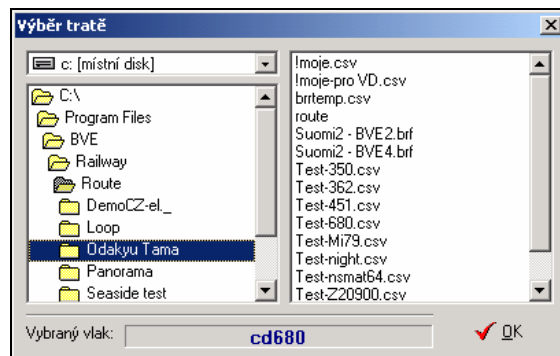 Výběr tratě
c: [místní disk]
C:\
Program Files
BVE
Railway
Route
DemoCZ-el._
Loop
Odakyu Tama
Panorama
Seaside test
!moje.csv
!moje-pro VD.csv
brrtemp.csv
route
Suomi2 - BVE2.brf
Suomi2 - BVE4.brf
Test-350.csv
Test-362.csv
Test-451.csv
Test-680.csv
Test-Mi79.csv
Test-night.csv
Test-nsmat64.csv
Test-Z20900.csv
Vybraný vlak:
cd680
OK